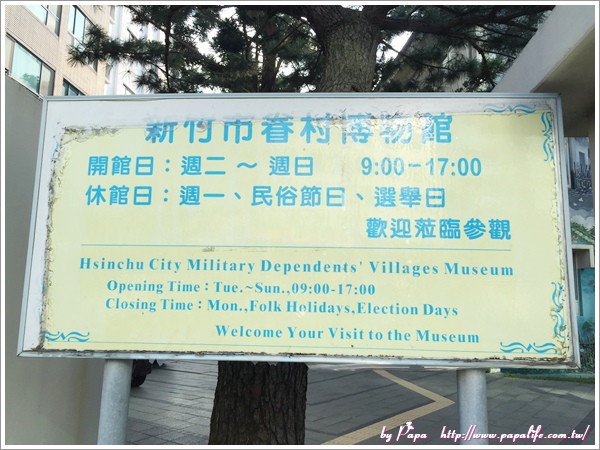 新竹市眷村博物館
開館日：週二 ～ 週日 9:00-17:00
休館日：週一、民俗節日、選舉日
歡迎蒞臨參觀
Hsinchu City Military Dependents' Villages Museum
Opening Time : Tue.~Sun.,09:00-17:00
Closing Time : Mon.,Folk Holidays,Election Days
Welcome Your Visit to the Museum
by Papa http://www.papalife.com.tw/